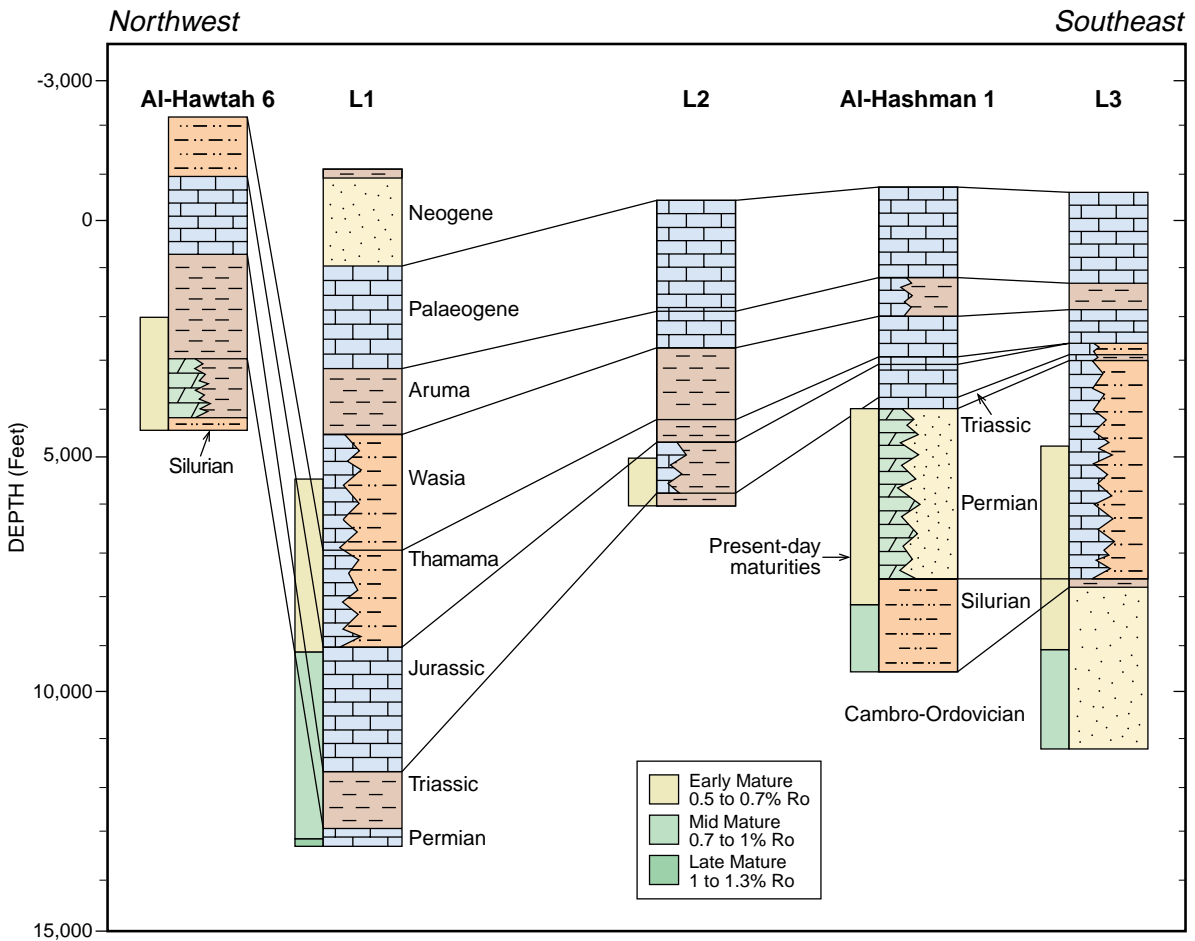 Northwest
Southeast
Al-Hawtah 6
L1
L2
Al-Hashman 1
L3
DEPTH (Feet)
-3,000
0
5,000
10,000
15,000
Neogene
Palaeogene
Aruma
Wasia
Thamama
Jurassic
Triassic
Permian
Silurian
Triassic
Permian
Silurian
Cambro-Ordovician
Present-day
maturities
Early Mature
0.5 to 0.7% Ro
Mid Mature
0.7 to 1% Ro
Late Mature
1 to 1.3% Ro